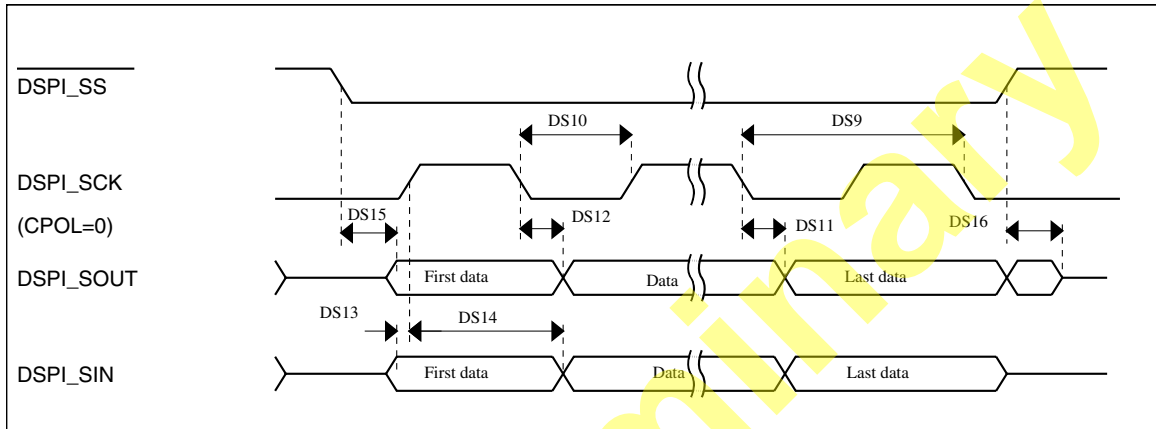 DSPI_SS
DS10 DS9
DSPI_SCK
(CPOL=0) DS15 DS12 DS11 DS16
DSPI_SOUT First data Data Last data
DS13 DS14
DSPI_SIN First data Data Last data
minary